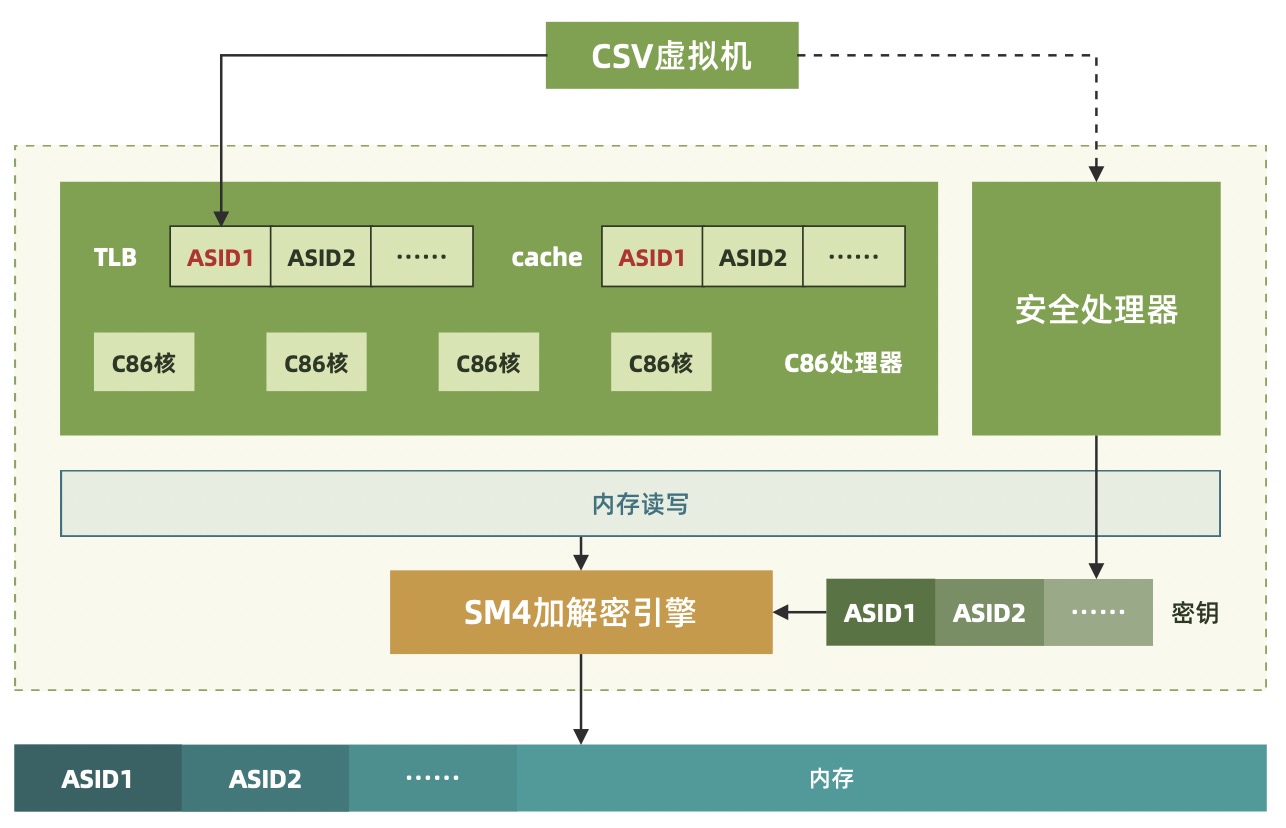 CSV虚拟机
TLB ASID1 ASID2 ······ cache ASID1 ASID2 ······
安全处理器
C86核 C86核 C86核 C86核 C86处理器
内存读写
SM4加解密引擎
ASID1 ASID2 ······ 密钥
ASID1 ASID2 ······ 内存